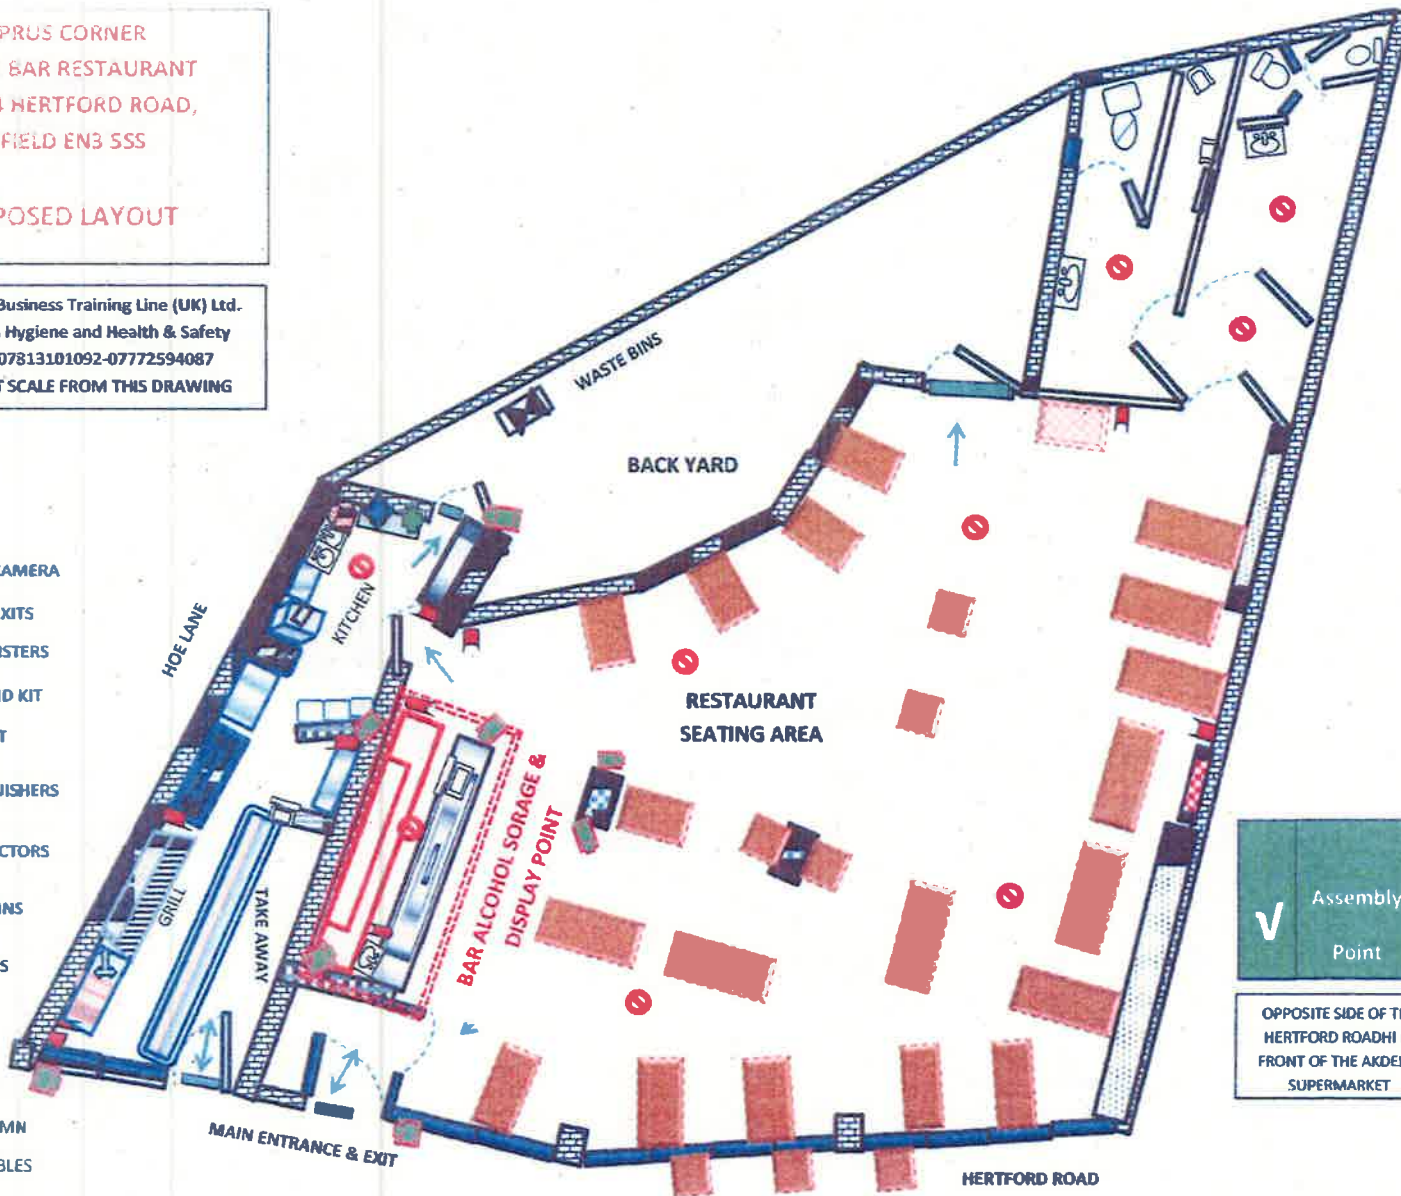 PRUS CORNER
BAR RESTAURANT
HERTFORD ROAD,
FIELD EN3 5SS
POSED LAYOUT
Business Training Line (UK) Ltd.
Hygiene and Health & Safety
07813101092-07772594087
T SCALE FROM THIS DRAWING
WASTE BINS
BACK YARD
CAMERA
XITS
STERS
ID KIT
T
UISHERS
CTORS
INS
S
MN
BLES
HOE LANE
KITCHEN
RESTAURANT
SEATING AREA
BAR ALCOHOL SORAGE &
DISPLAY POINT
GRILL
TAKE AWAY
MAIN ENTRANCE & EXIT
HERTFORD ROAD
√
Assembly
Point
OPPOSITE SIDE OF T
HERTFORD ROADHI
FRONT OF THE AKDE
SUPERMARKET